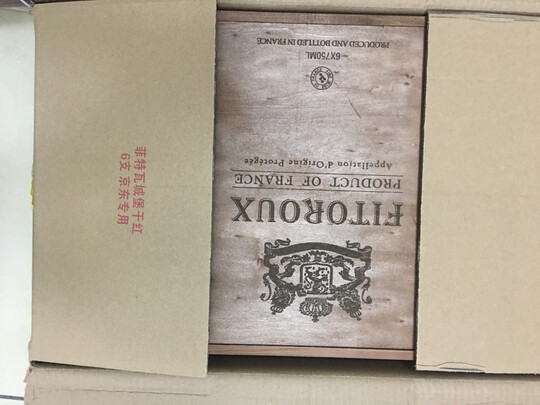 菲特瓦城堡干红
6支 京东专用
FITOROUX
PRODUCT OF FRANCE
Appellation d'Origine Protégée
6X750ML
PRODUCED AND BOTTLED IN FRANCE